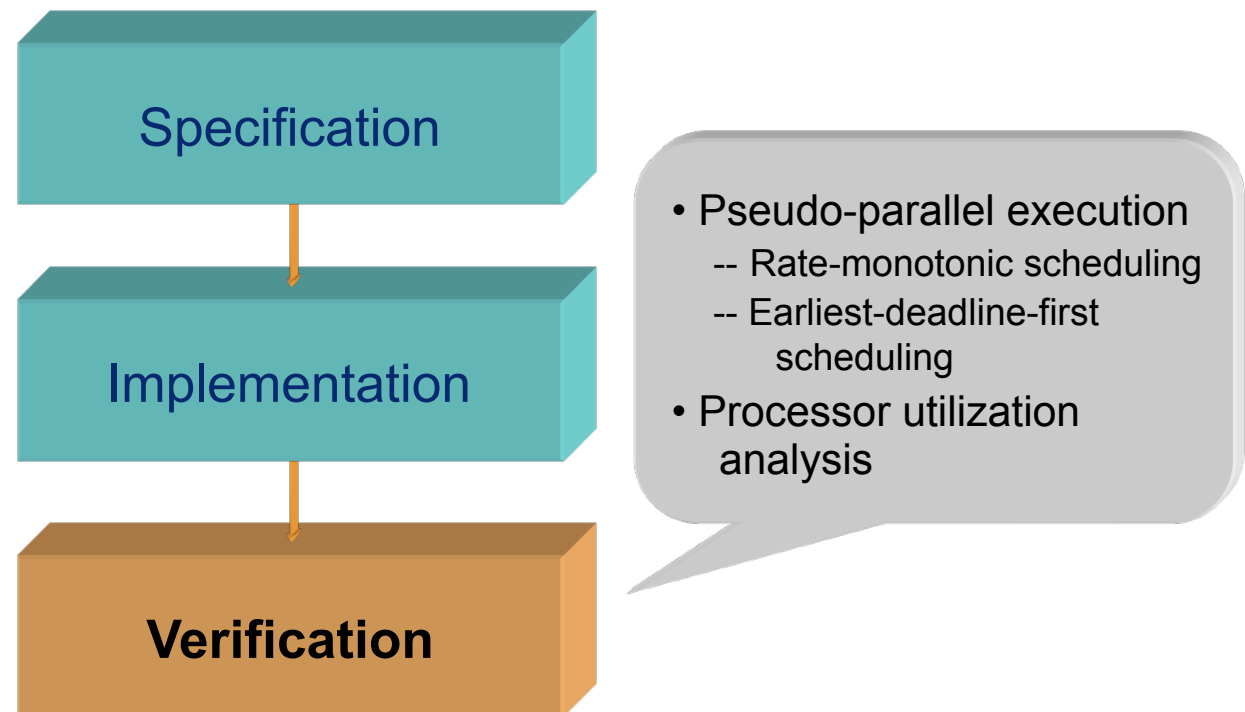 Specification
Implementation
Verification
• Pseudo-parallel execution
-- Rate-monotonic scheduling
-- Earliest-deadline-first
scheduling
• Processor utilization
analysis